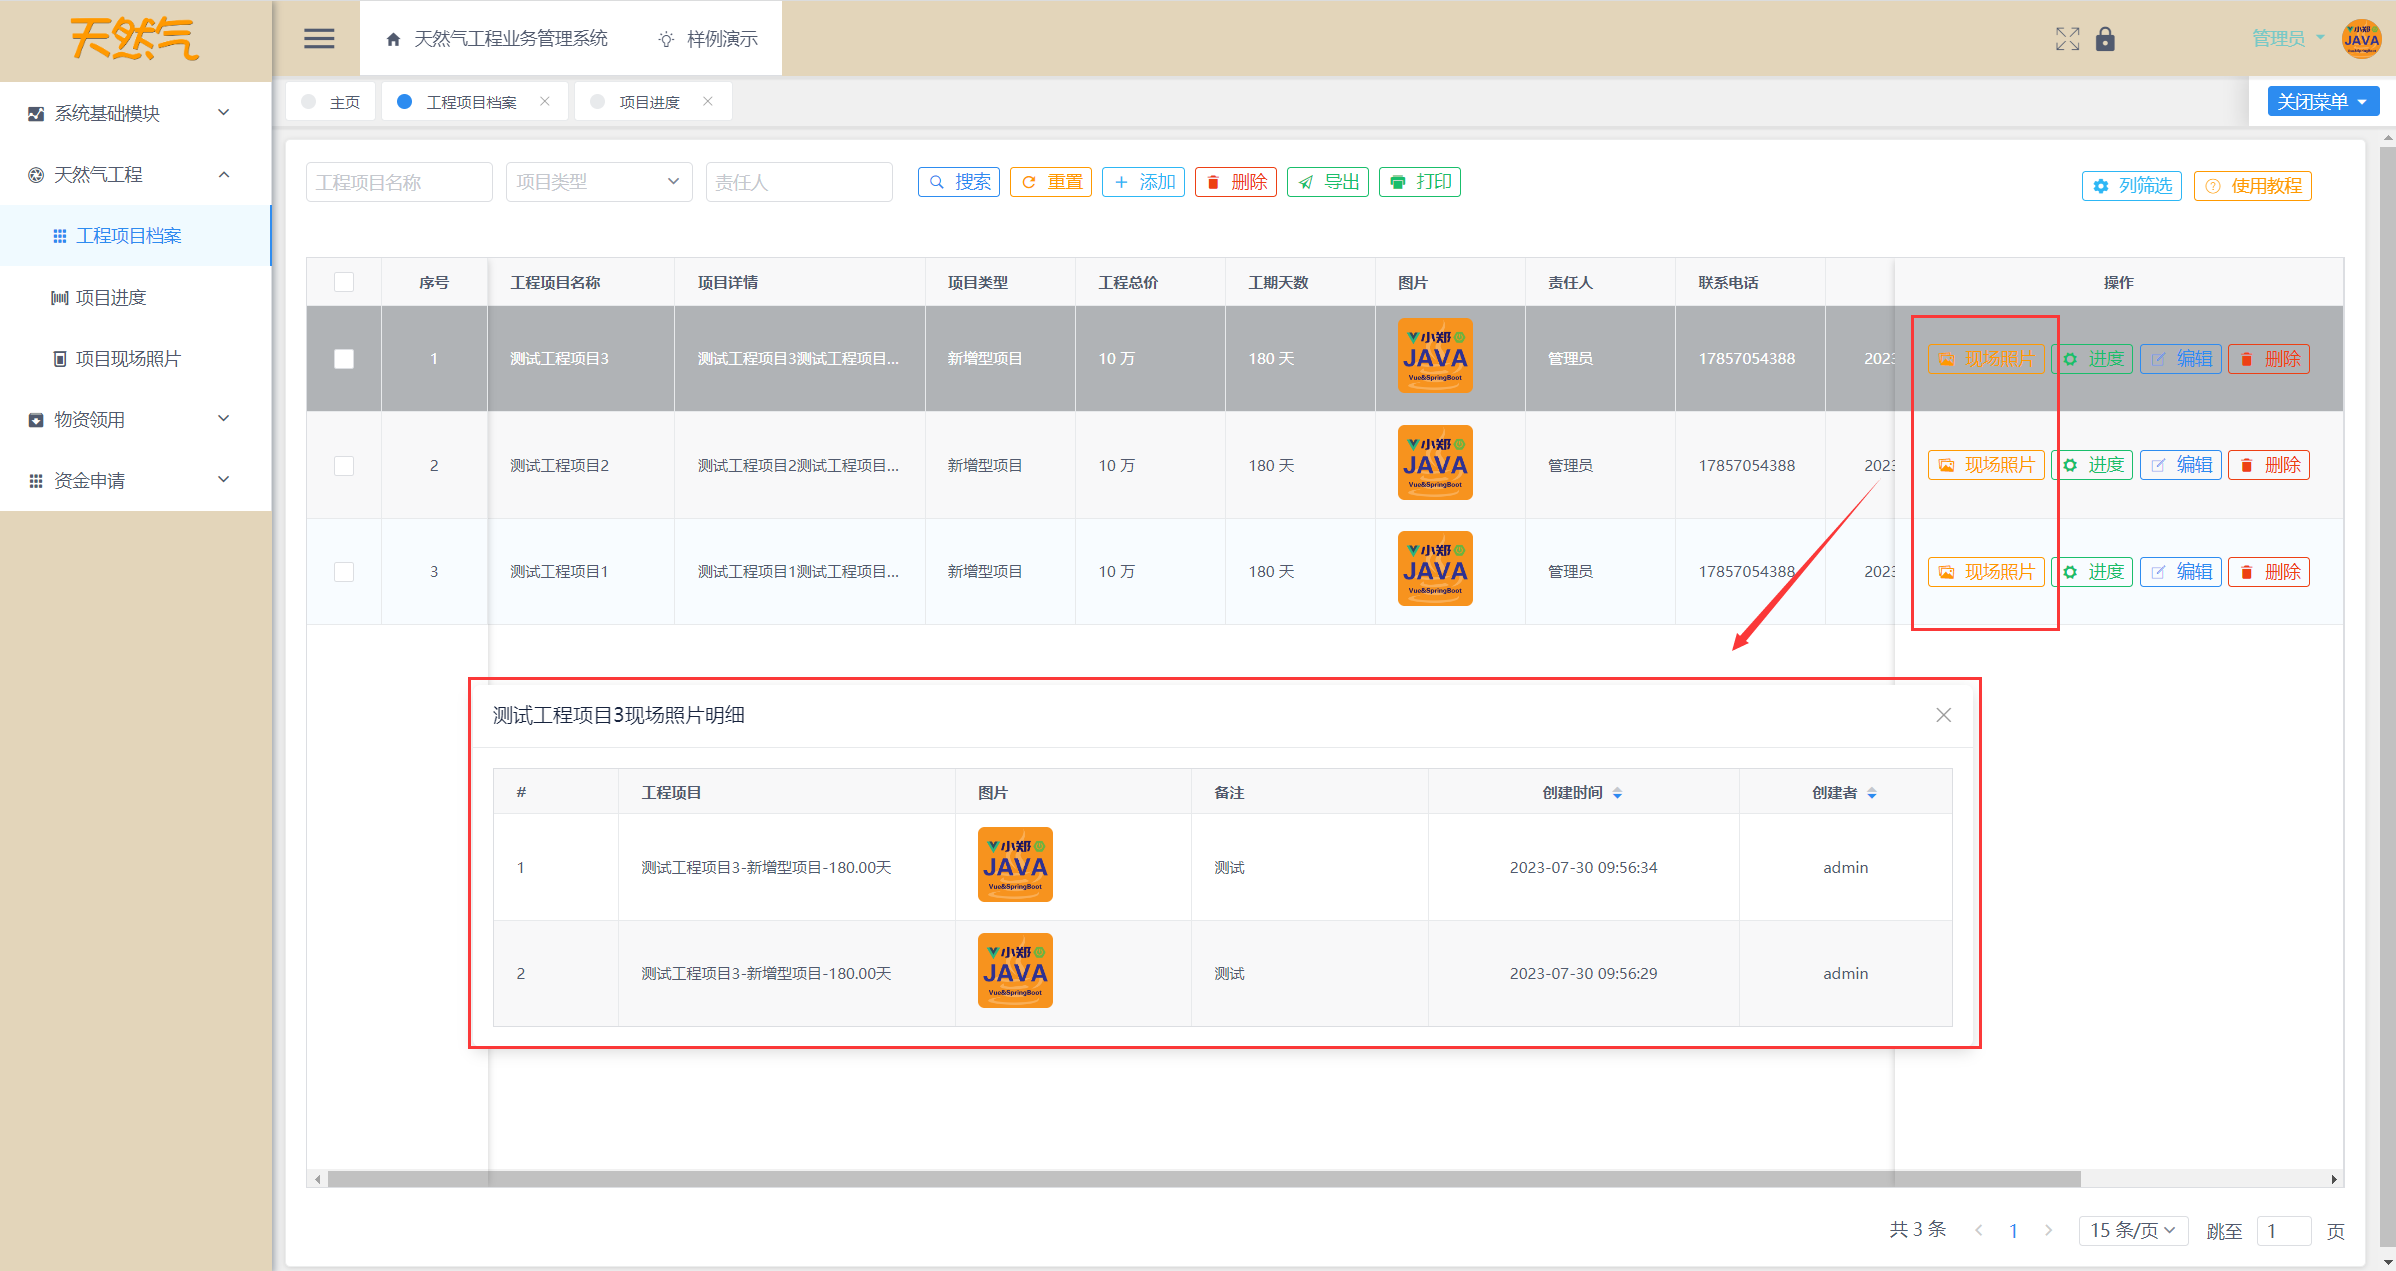 天然气
天然气工程业务管理系统
样例演示
管理员
主页
工程项目档案
项目进度
关闭菜单
系统基础模块
天然气工程
工程项目档案
项目进度
项目现场照片
物资领用
资金申请
工程项目名称
项目类型
责任人
搜索
重置
添加
删除
导出
打印
列筛选
使用教程
序号 工程项目名称 项目详情 项目类型 工程总价 工期天数 图片 责任人 联系电话 操作
1 测试工程项目3 测试工程项目3测试工程项目... 新增型项目 10 万 180 天 小郑 JAVA Vue&SpringBoot 管理员 17857054388 2023 现场照片 进度 编辑 删除
2 测试工程项目2 测试工程项目2测试工程项目... 新增型项目 10 万 180 天 小郑 JAVA Vue&SpringBoot 管理员 17857054388 2023 现场照片 进度 编辑 删除
3 测试工程项目1 测试工程项目1测试工程项目... 新增型项目 10 万 180 天 小郑 JAVA Vue&SpringBoot 管理员 17857054388 2023 现场照片 进度 编辑 删除
测试工程项目3现场照片明细
# 工程项目 图片 备注 创建时间 创建者
1 测试工程项目3-新增型项目-180.00天 小郑 JAVA Vue&SpringBoot 测试 2023-07-30 09:56:34 admin
2 测试工程项目3-新增型项目-180.00天 小郑 JAVA Vue&SpringBoot 测试 2023-07-30 09:56:29 admin
共 3 条 1 15 条/页 跳至 1 页